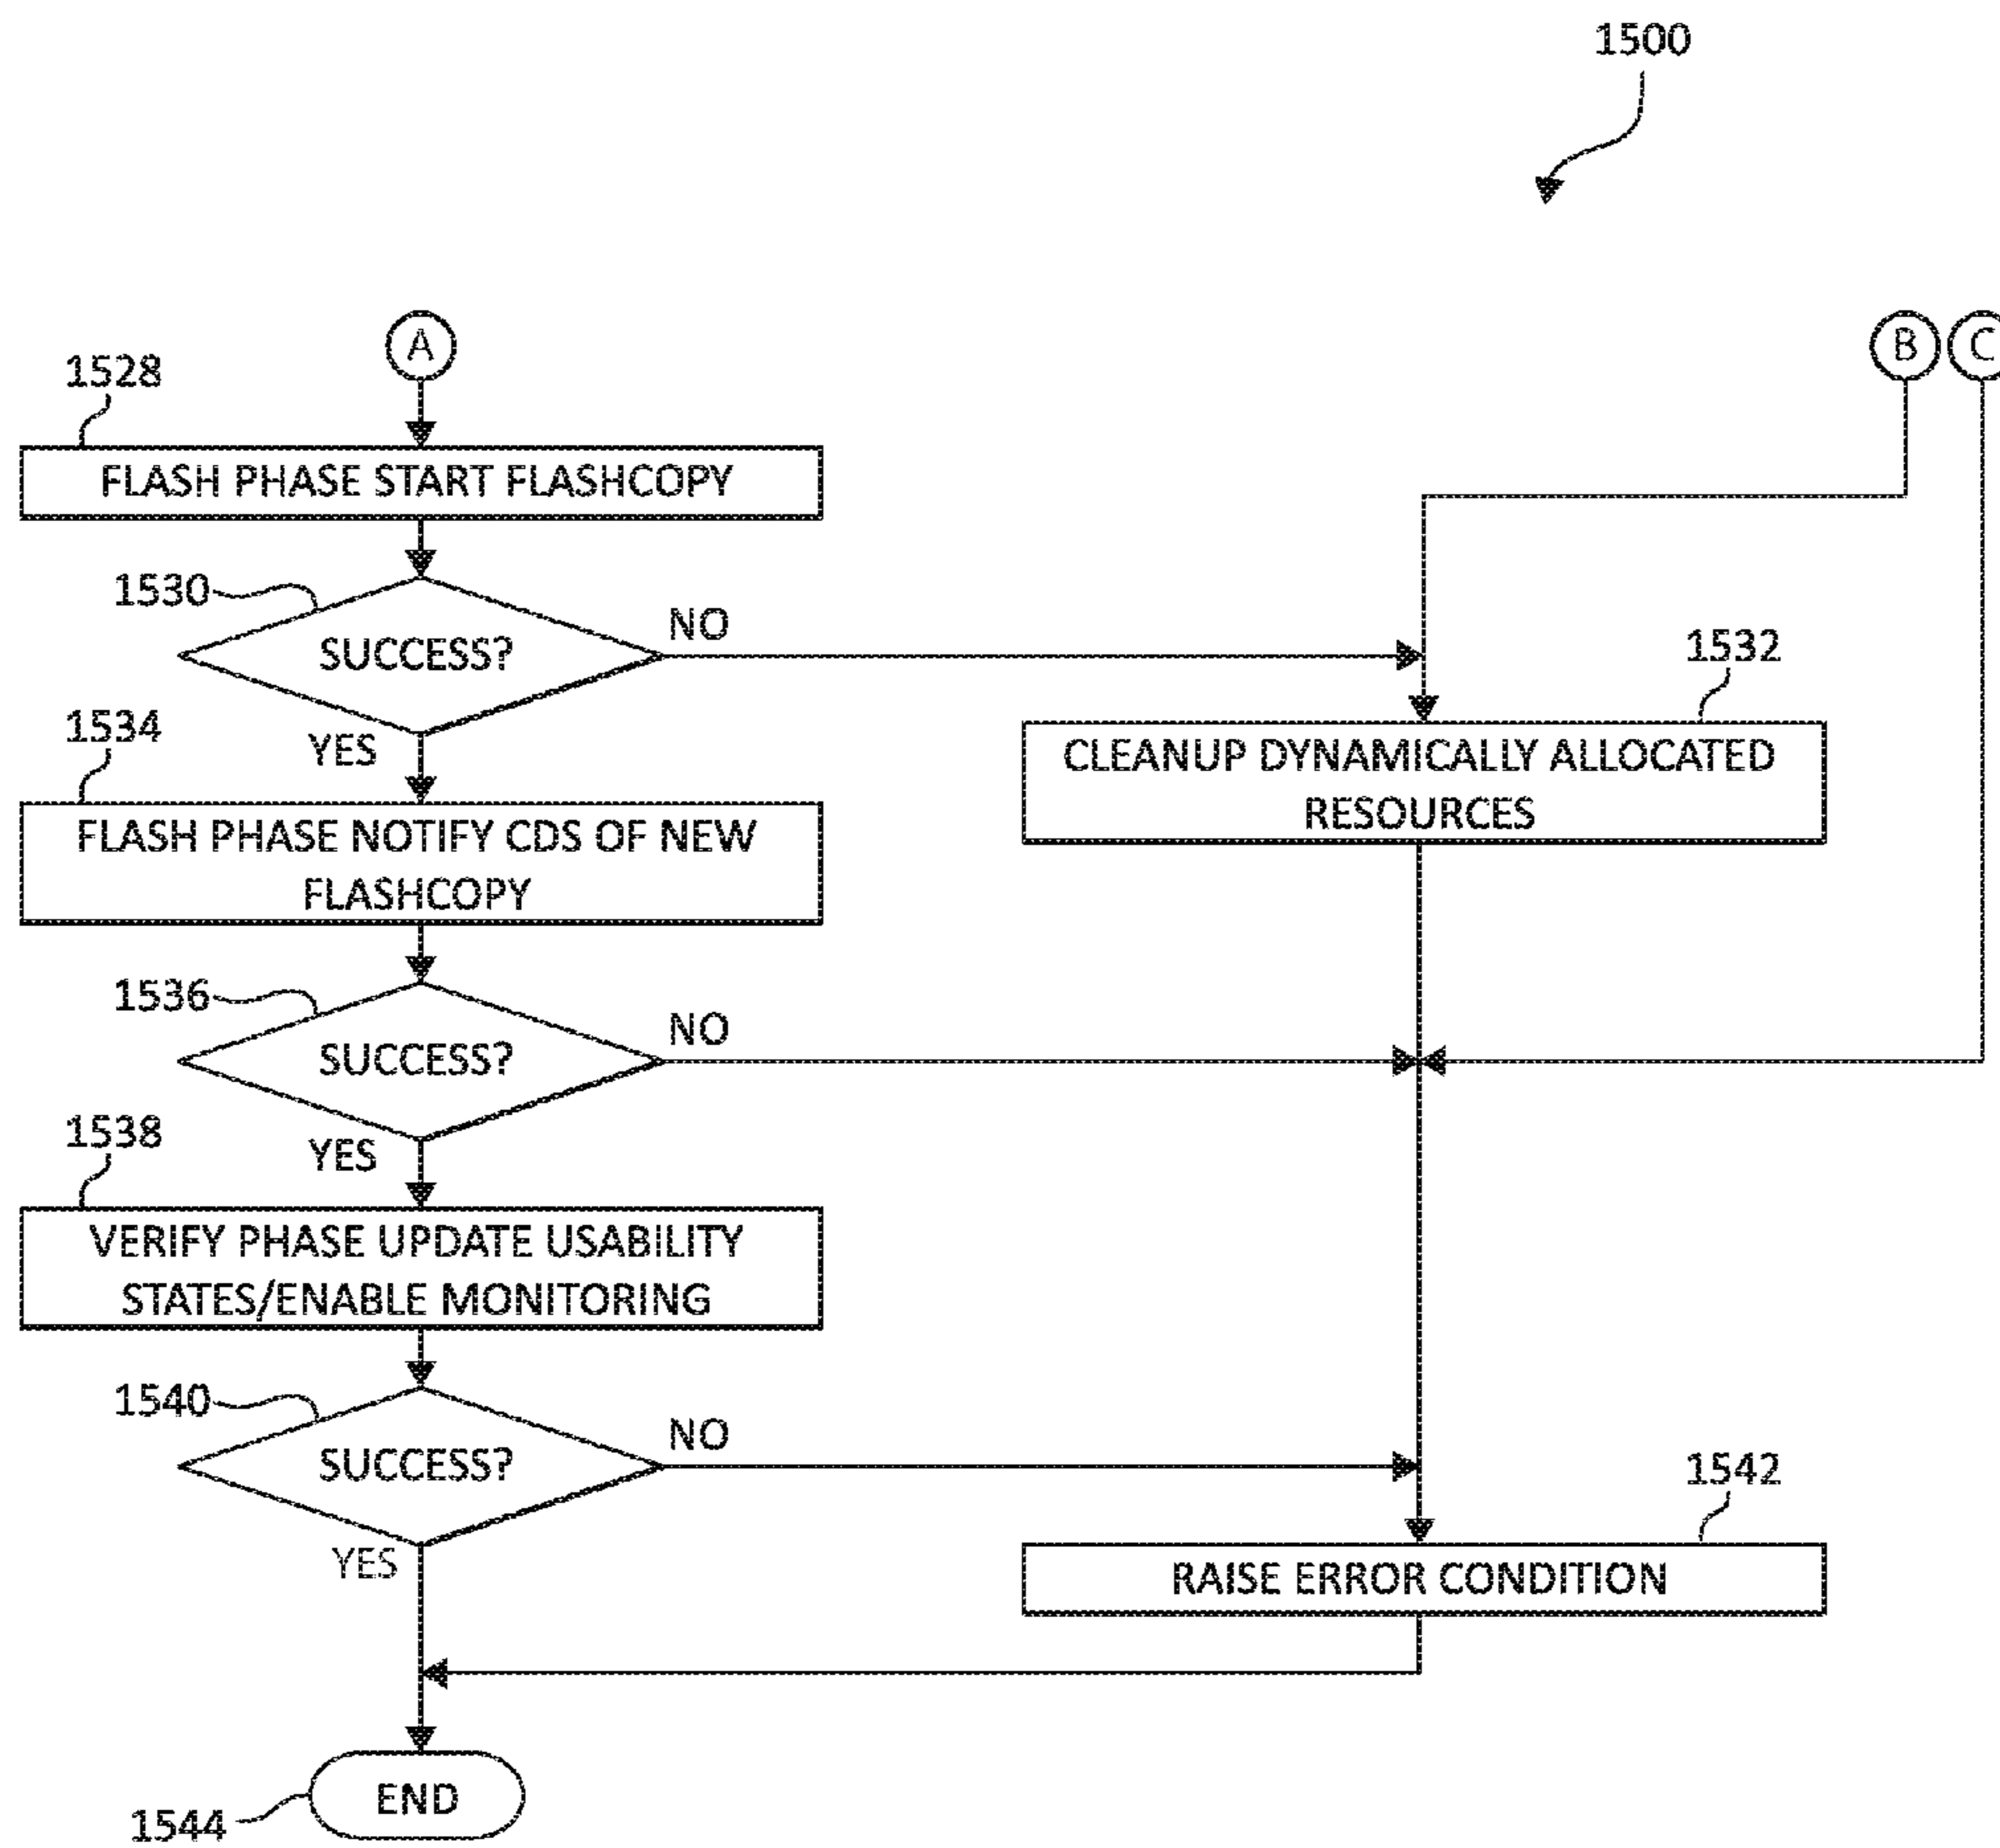 1500
A
B
C
1528
FLASH PHASE START FLASHCOPY
1530
SUCCESS?
NO
YES
1532
CLEANUP DYNAMICALLY ALLOCATED
RESOURCES
1534
FLASH PHASE NOTIFY CDS OF NEW
FLASHCOPY
1536
SUCCESS?
NO
YES
1538
VERIFY PHASE UPDATE USABILITY
STATES/ENABLE MONITORING
1540
SUCCESS?
NO
YES
1542
RAISE ERROR CONDITION
END
1544